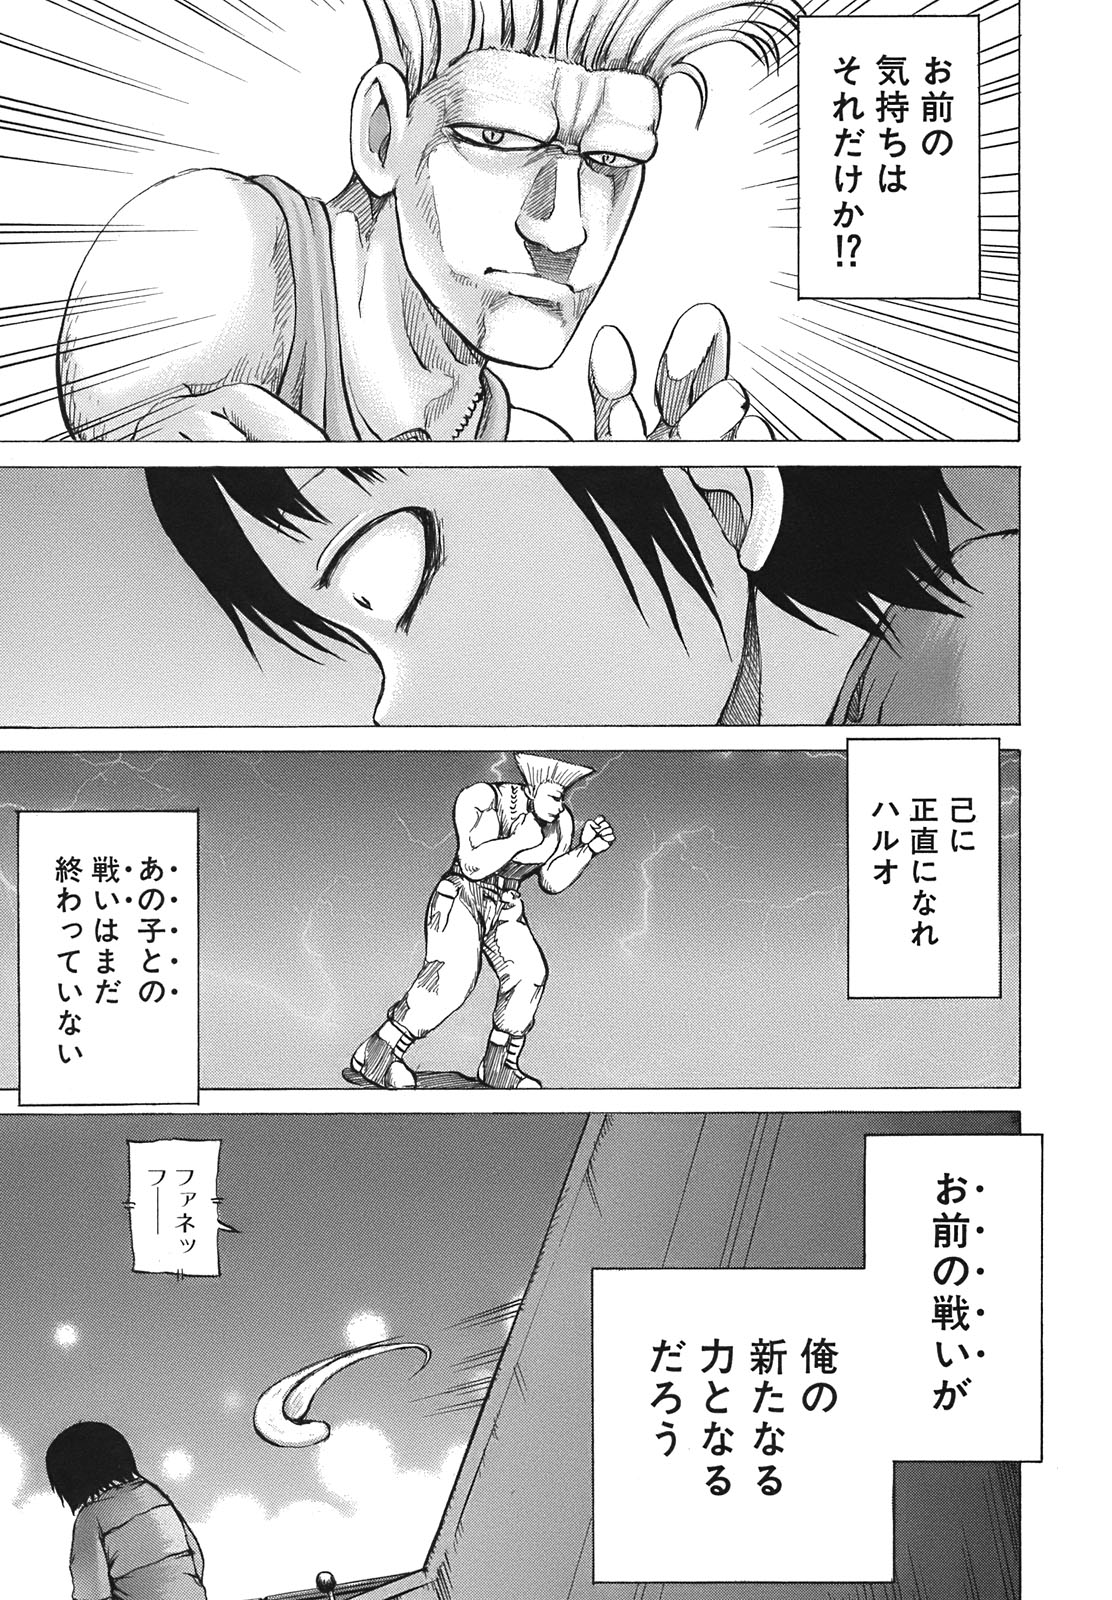 お前の
気持ちは
それだけか!?
己に
正直になれ
ハルオ
あの子との
戦いはまだ
終わっていない
お前の戦いが
俺の
新たなる
力となる
だろう
ファネッ
フ——